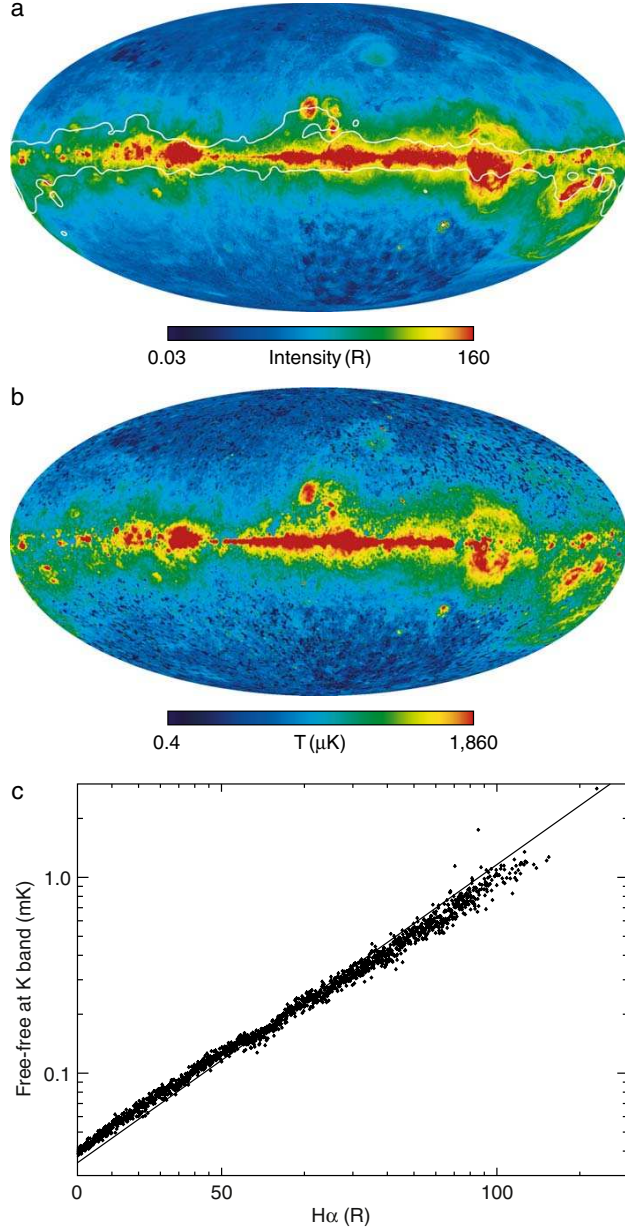 a
0.03 Intensity (R) 160
b
0.4 T (μK) 1,860
c
1.0
Free-free at K band (mK)
0.1
0 50 100
Hα (R)